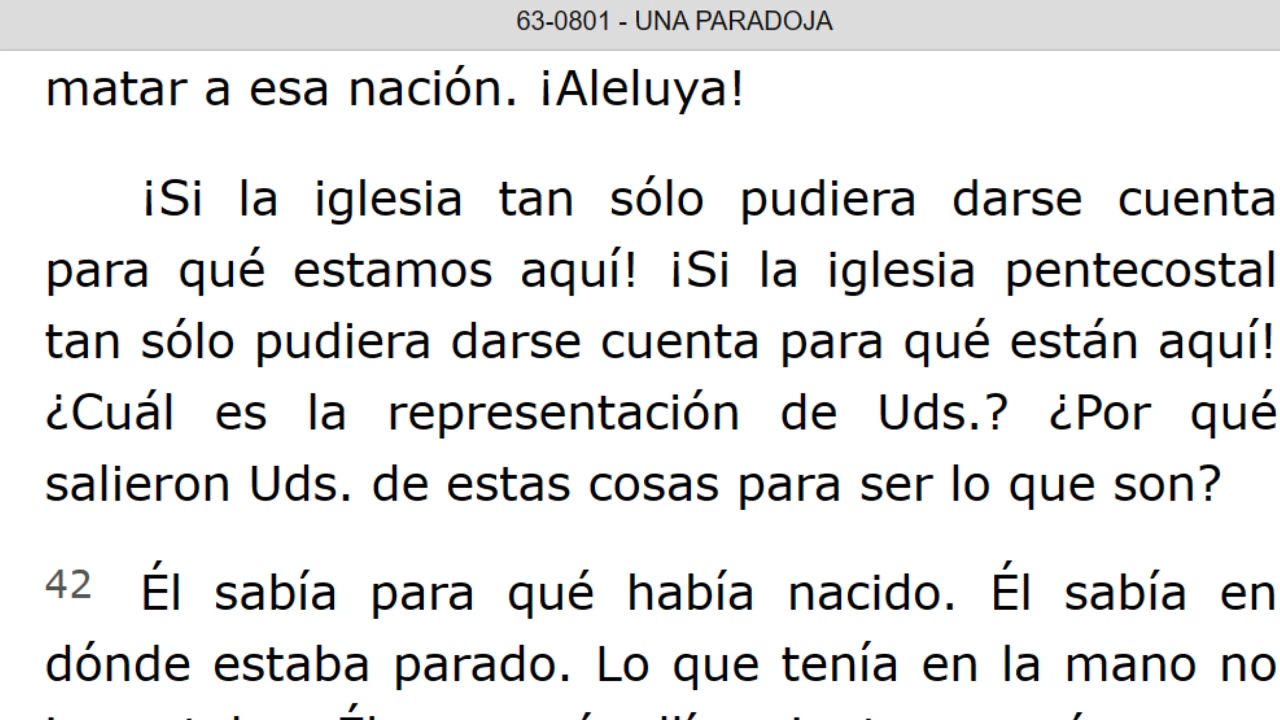 63-0801 - UNA PARADOJA
matar a esa nación. ¡Aleluya!
¡Si la iglesia tan sólo pudiera darse cuenta
para qué estamos aquí! ¡Si la iglesia pentecostal
tan sólo pudiera darse cuenta para qué están aquí!
¿Cuál es la representación de Uds.? ¿Por qué
salieron Uds. de estas cosas para ser lo que son?
42 Él sabía para qué había nacido. Él sabía en
dónde estaba parado. Lo que tenía en la mano no